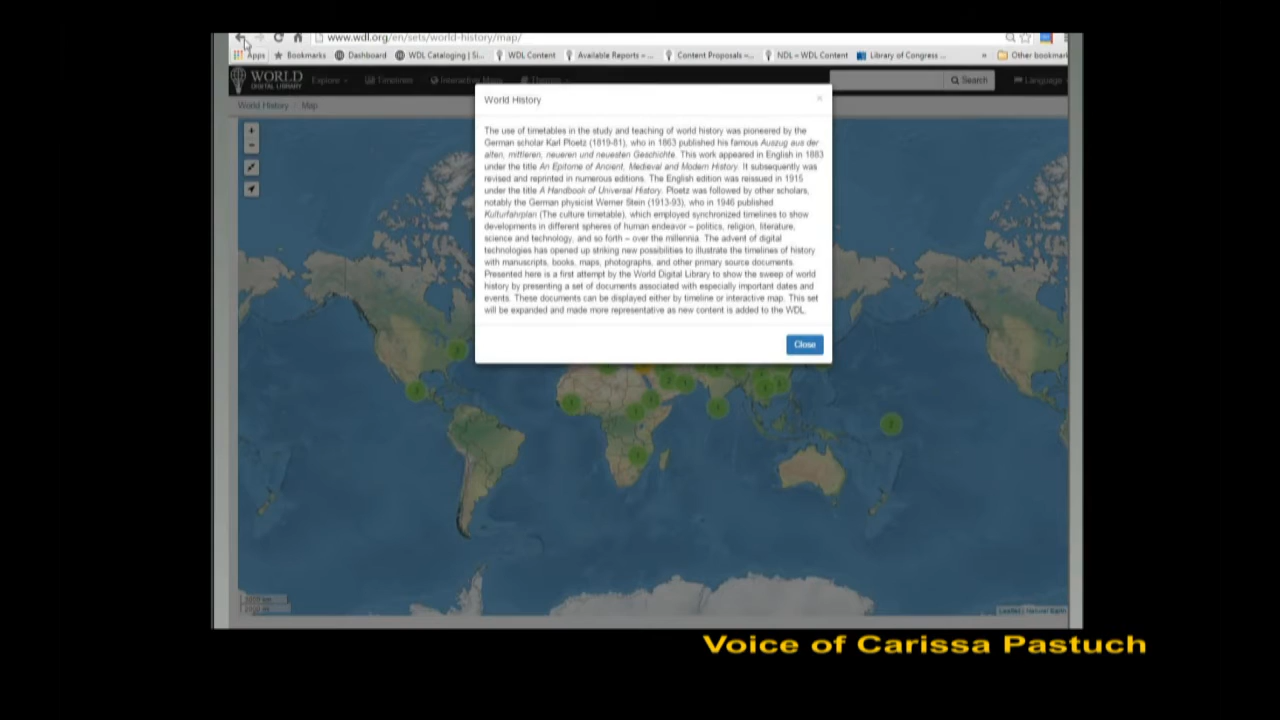 www.wdl.org/en/sets/world-history/map/
Apps Bookmarks Dashboard WDL Cataloging | Si... WDL Content Available Reports – ... Content Proposals –... NDL – WDL Content Library of Congress ... » Other bookmar
WORLD DIGITAL LIBRARY Explore Timelines Interactive Maps Themes Search Language
World History / Map
World History ×
The use of timetables in the study and teaching of world history was pioneered by the
German scholar Karl Ploetz (1819-81), who in 1863 published his famous Auszug aus der
alten, mittleren, neueren und neuesten Geschichte. This work appeared in English in 1883
under the title An Epitome of Ancient, Medieval and Modern History. It subsequently was
revised and reprinted in numerous editions. The English edition was reissued in 1915
under the title A Handbook of Universal History. Ploetz was followed by other scholars,
notably the German physicist Werner Stein (1913-93), who in 1946 published
Kulturfahrplan (The culture timetable), which employed synchronized timelines to show
developments in different spheres of human endeavor – politics, religion, literature,
science and technology, and so forth – over the millennia. The advent of digital
technologies has opened up striking new possibilities to illustrate the timelines of history
with manuscripts, books, maps, photographs, and other primary source documents.
Presented here is a first attempt by the World Digital Library to show the sweep of world
history by presenting a set of documents associated with especially important dates and
events. These documents can be displayed either by timeline or interactive map. This set
will be expanded and made more representative as new content is added to the WDL.
Close
Leaflet | Natural Earth
Voice of Carissa Pastuch